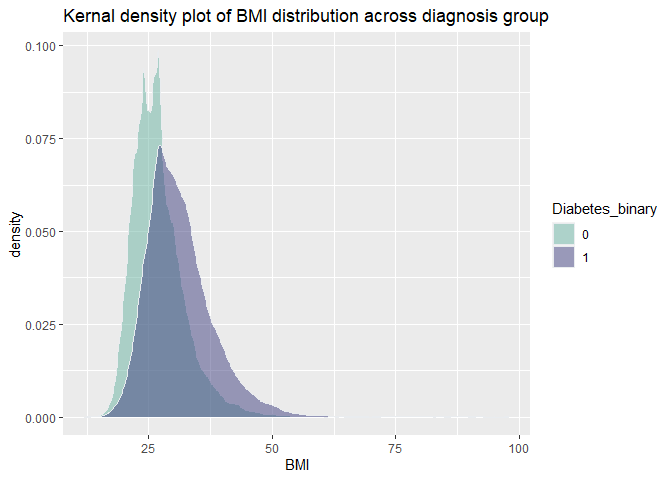 Kernal density plot of BMI distribution across diagnosis group
0.100
0.075
0.050
0.025
0.000
density
25
50
75
100
BMI
Diabetes_binary
0
1